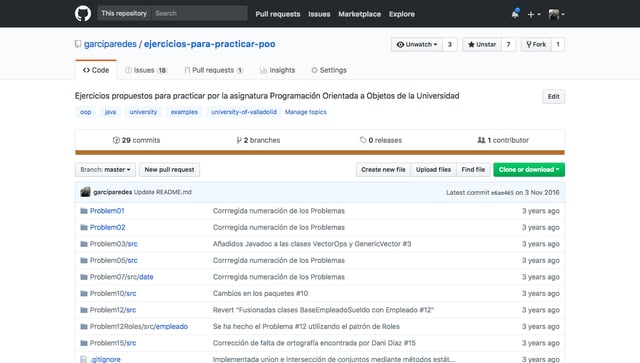 This repository Search Pull requests Issues Marketplace Explore
garciparedes / ejercicios-para-practicar-poo Unwatch 3 Unstar 7 Fork 1
Code Issues 18 Pull requests 1 Insights Settings
Ejercicios propuestos para practicar por la asignatura Programación Orientada a Objetos de la Universidad Edit
oop java university examples university-of-valladolid Manage topics
29 commits 2 branches 0 releases 1 contributor
Branch: master New pull request Create new file Upload files Find file Clone or download
garciparedes Update README.md Latest commit e6ae465 on 3 Nov 2016
Problem01 Corrregida numeración de los Problemas 3 years ago
Problem02 Corrregida numeración de los Problemas 3 years ago
Problem03/src Añadidos Javadoc a las clases VectorOps y GenericVector #3 3 years ago
Problem05/src Corrregida numeración de los Problemas 3 years ago
Problem07/src/date Corrregida numeración de los Problemas 3 years ago
Problem10/src Cambios en los paquetes #10 3 years ago
Problem12/src Revert "Fusionadas clases BaseEmpleadoSueldo con Empleado #12" 3 years ago
Problem12Roles/src/empleado Se ha hecho el Problema #12 utilizando el patrón de Roles 3 years ago
Problem15/src Corrección de falta de ortografía encontrada por Dani Díaz #15 3 years ago
.gitignore Implementada union e intersección de conjuntos mediante métodos estát... 3 years ago